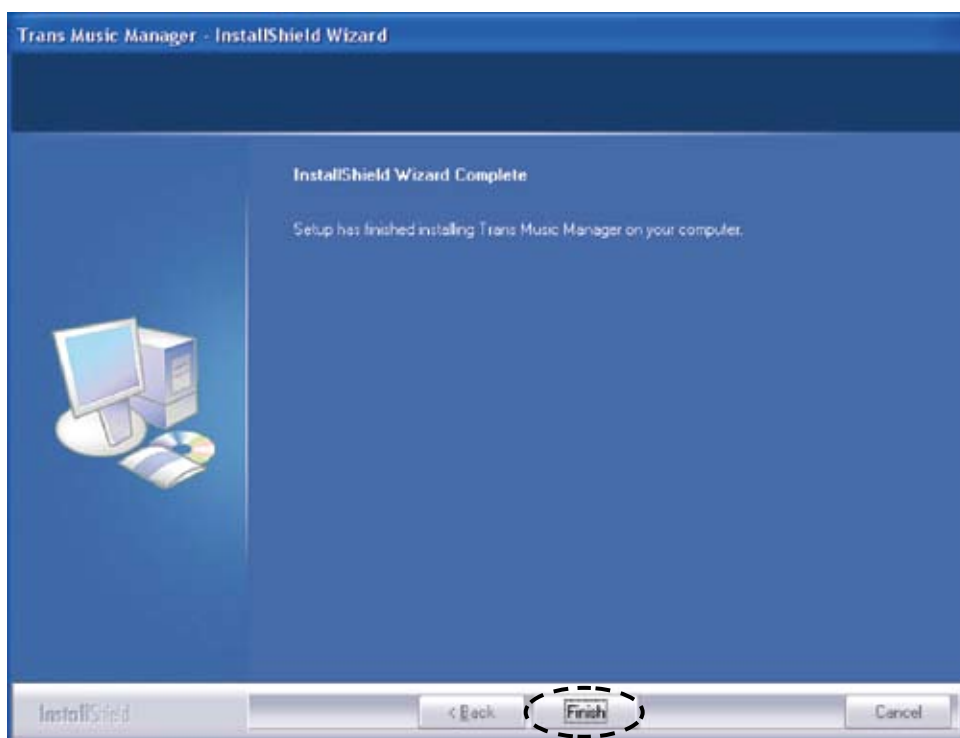 Trans Music Manager - InstallShield Wizard
InstallShield Wizard Complete
Setup has finished installing Trans Music Manager on your computer.
InstallShield
< Back
Finish
Cancel